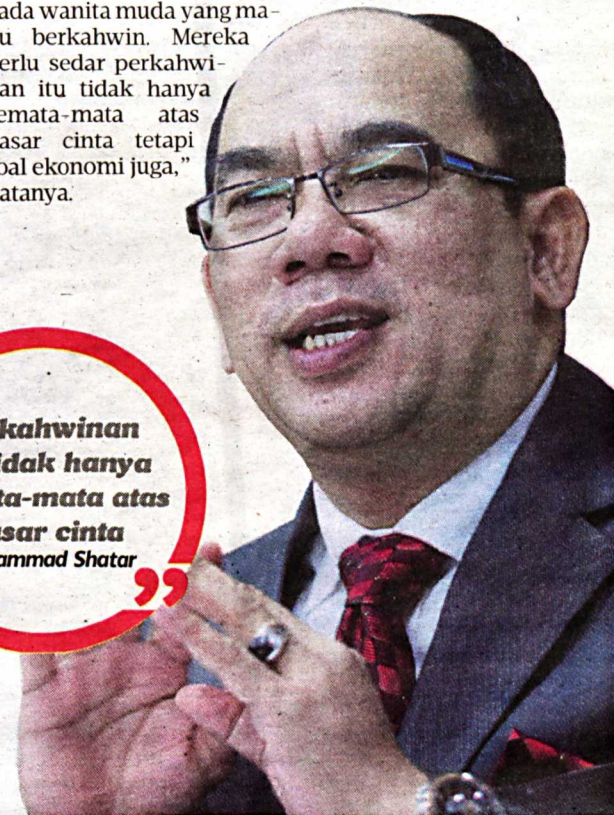 ada wanita muda yang ma-
u berkahwin. Mereka
erlu sedar perkahwi-
an itu tidak hanya
emata-mata atas
asar cinta tetapi
oal ekonomi juga,”
atanya.
kahwinan
idak hanya
ta-mata atas
sar cinta
ammad Shatar
”